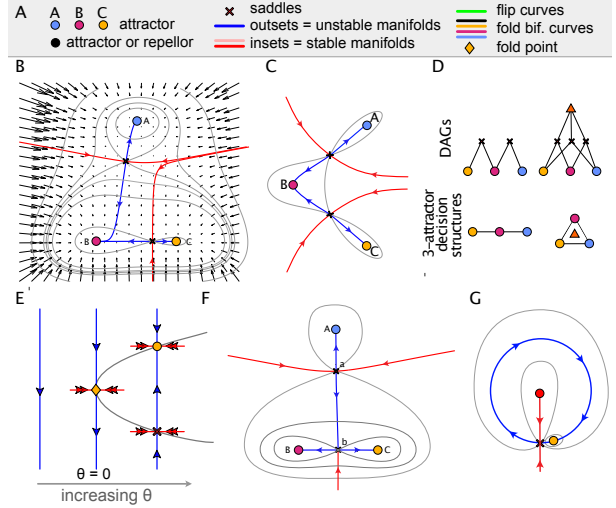 A
A B C
attractor
attractor or repellor
saddles
outsets = unstable manifolds
insets = stable manifolds
flip curves
fold bif. curves
fold point
B
A
B
C
C
A
B
C
D
DAGs
3-attractor
decision
structures
E
θ = 0
increasing θ
F
A
a
b
B
C
G